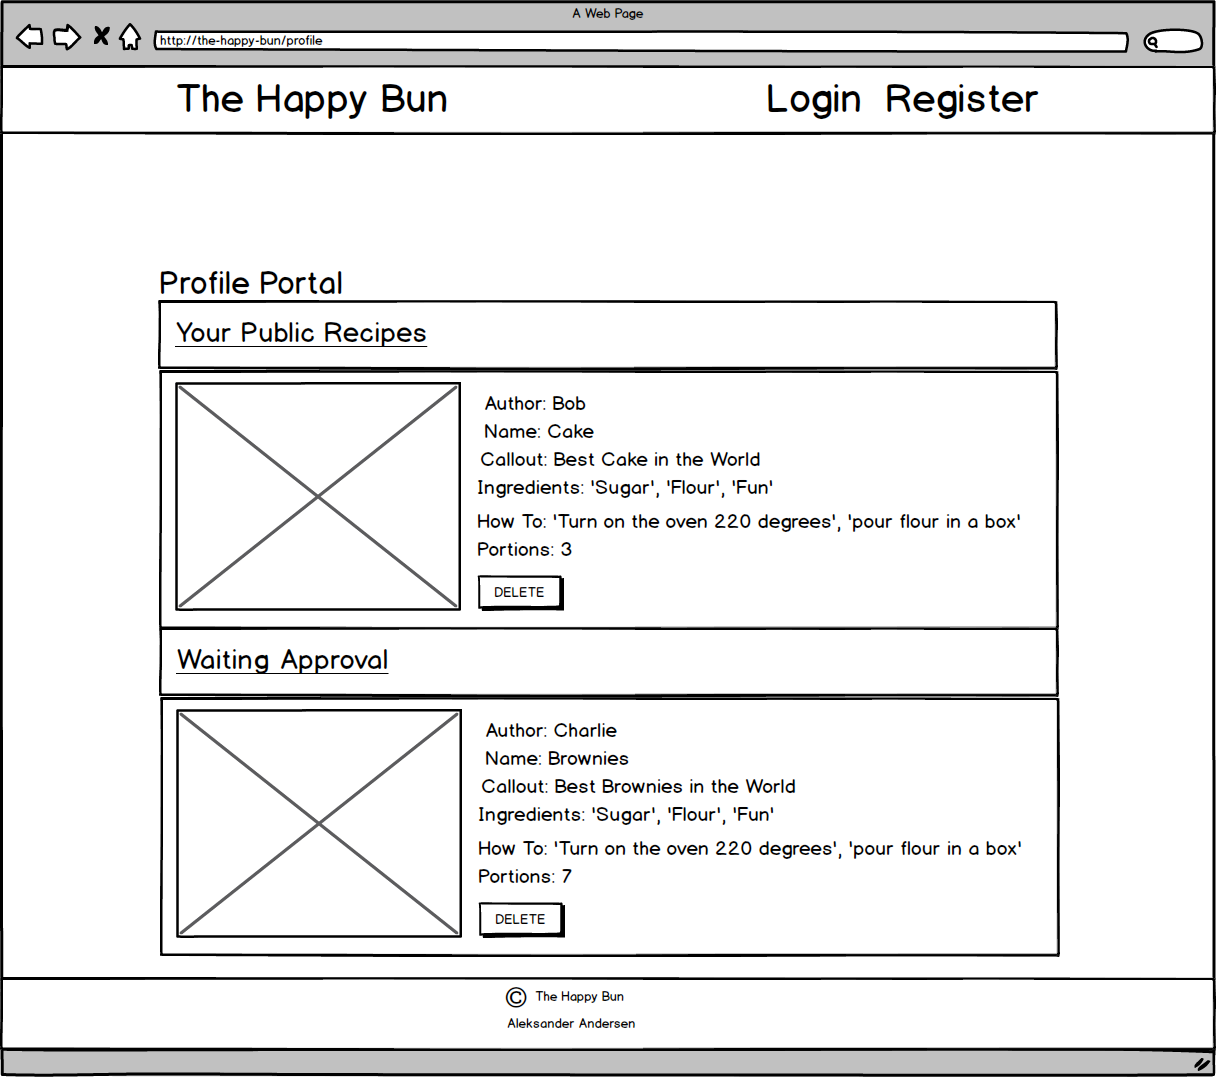 A Web Page
http://the-happy-bun/profile
The Happy Bun
Login Register
Profile Portal
Your Public Recipes
Author: Bob
Name: Cake
Callout: Best Cake in the World
Ingredients: 'Sugar', 'Flour', 'Fun'
How To: 'Turn on the oven 220 degrees', 'pour flour in a box'
Portions: 3
DELETE
Waiting Approval
Author: Charlie
Name: Brownies
Callout: Best Brownies in the World
Ingredients: 'Sugar', 'Flour', 'Fun'
How To: 'Turn on the oven 220 degrees', 'pour flour in a box'
Portions: 7
DELETE
© The Happy Bun
Aleksander Andersen